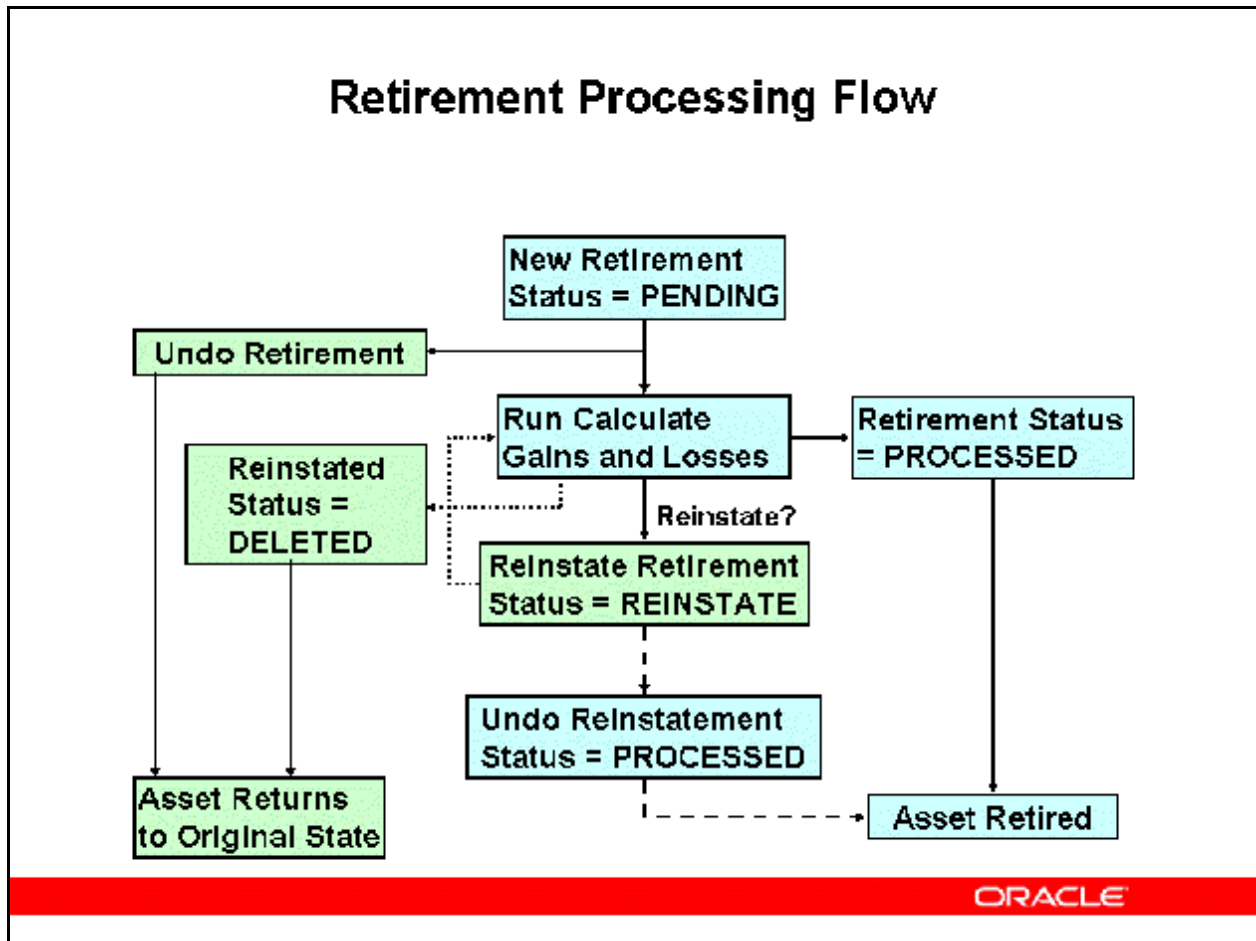 Retirement Processing Flow
New Retirement
Status = PENDING
Undo Retirement
Run Calculate
Gains and Losses
Retirement Status
= PROCESSED
Reinstated
Status =
DELETED
Reinstate?
Reinstate Retirement
Status = REINSTATE
Undo Reinstatement
Status = PROCESSED
Asset Returns
to Original State
Asset Retired
ORACLE